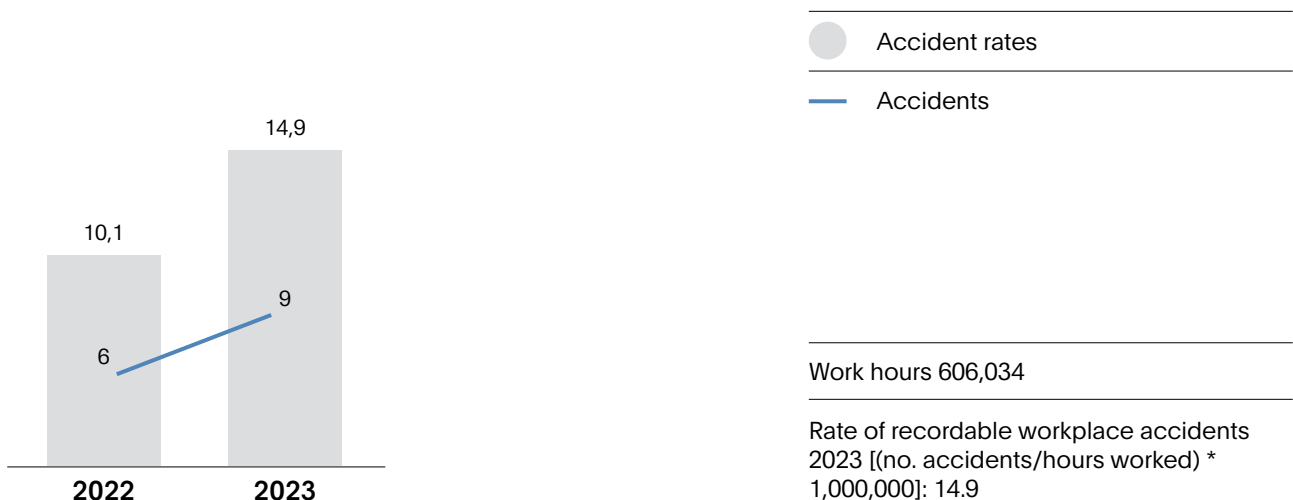 Accident rates
Accidents
14,9
10,1
9
6
2022 2023
Work hours 606,034
Rate of recordable workplace accidents
2023 [(no. accidents/hours worked) *
1,000,000]: 14.9